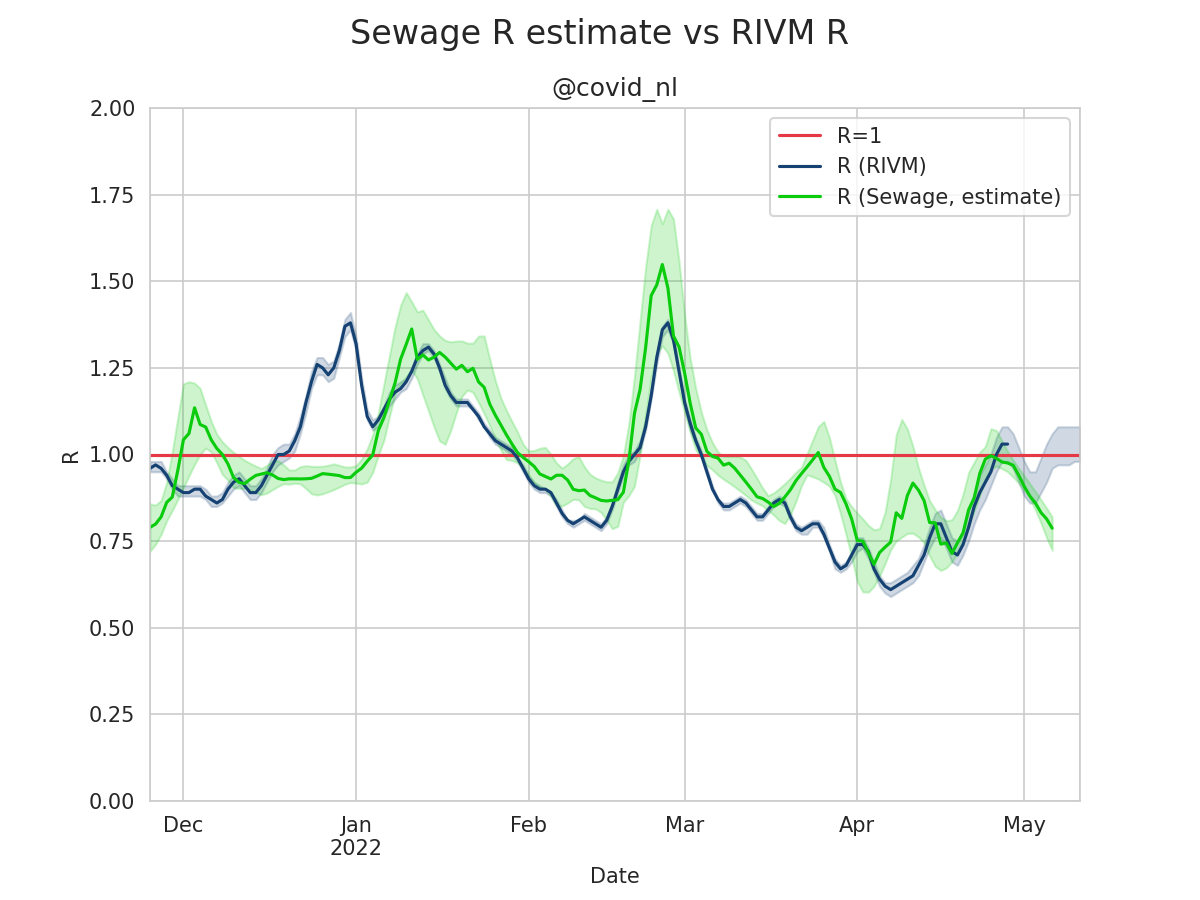 Sewage R estimate vs RIVM R
@covid_nl
2.00
1.75
1.50
1.25
1.00
0.75
0.50
0.25
0.00
R
R=1
R (RIVM)
R (Sewage, estimate)
Dec
Jan
2022
Feb
Mar
Apr
May
Date